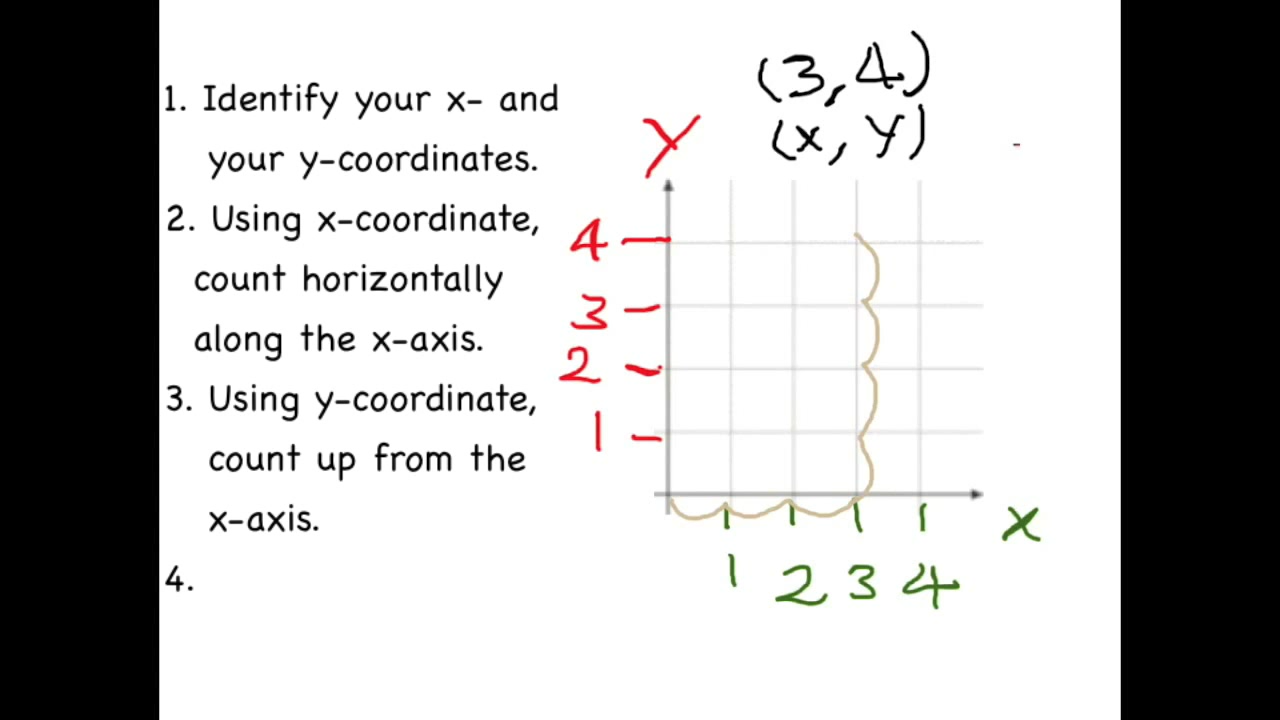 1. Identify your x- and
your y-coordinates.
2. Using x-coordinate,
count horizontally
along the x-axis.
3. Using y-coordinate,
count up from the
x-axis.
4.
(3,4)
(x, y)
Y
4
3
2
1
x
1 2 3 4